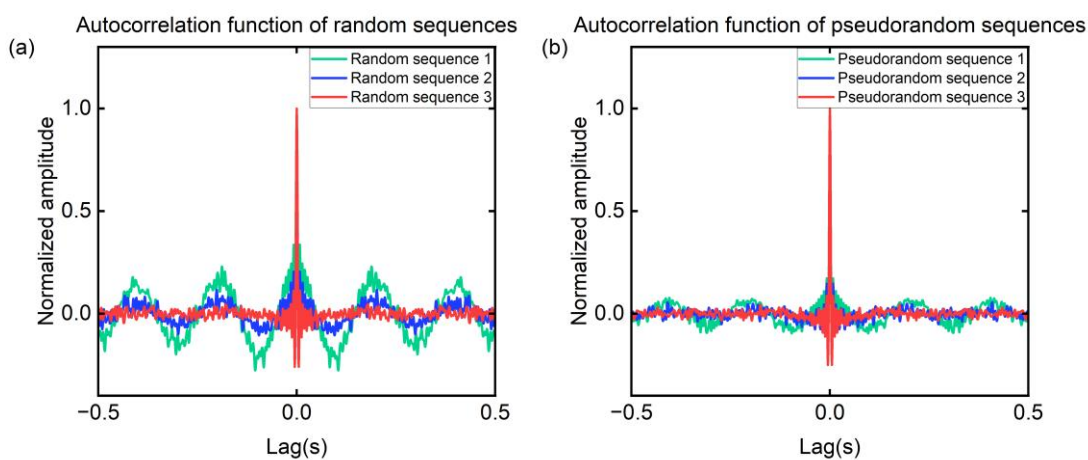 Autocorrelation function of random sequences
(a)
Random sequence 1
Random sequence 2
Random sequence 3
Normalized amplitude
1.0
0.5
0.0
−0.5
0.0
0.5
Lag(s)
Autocorrelation function of pseudorandom sequences
(b)
Pseudorandom sequence 1
Pseudorandom sequence 2
Pseudorandom sequence 3
Normalized amplitude
1.0
0.5
0.0
−0.5
0.0
0.5
Lag(s)